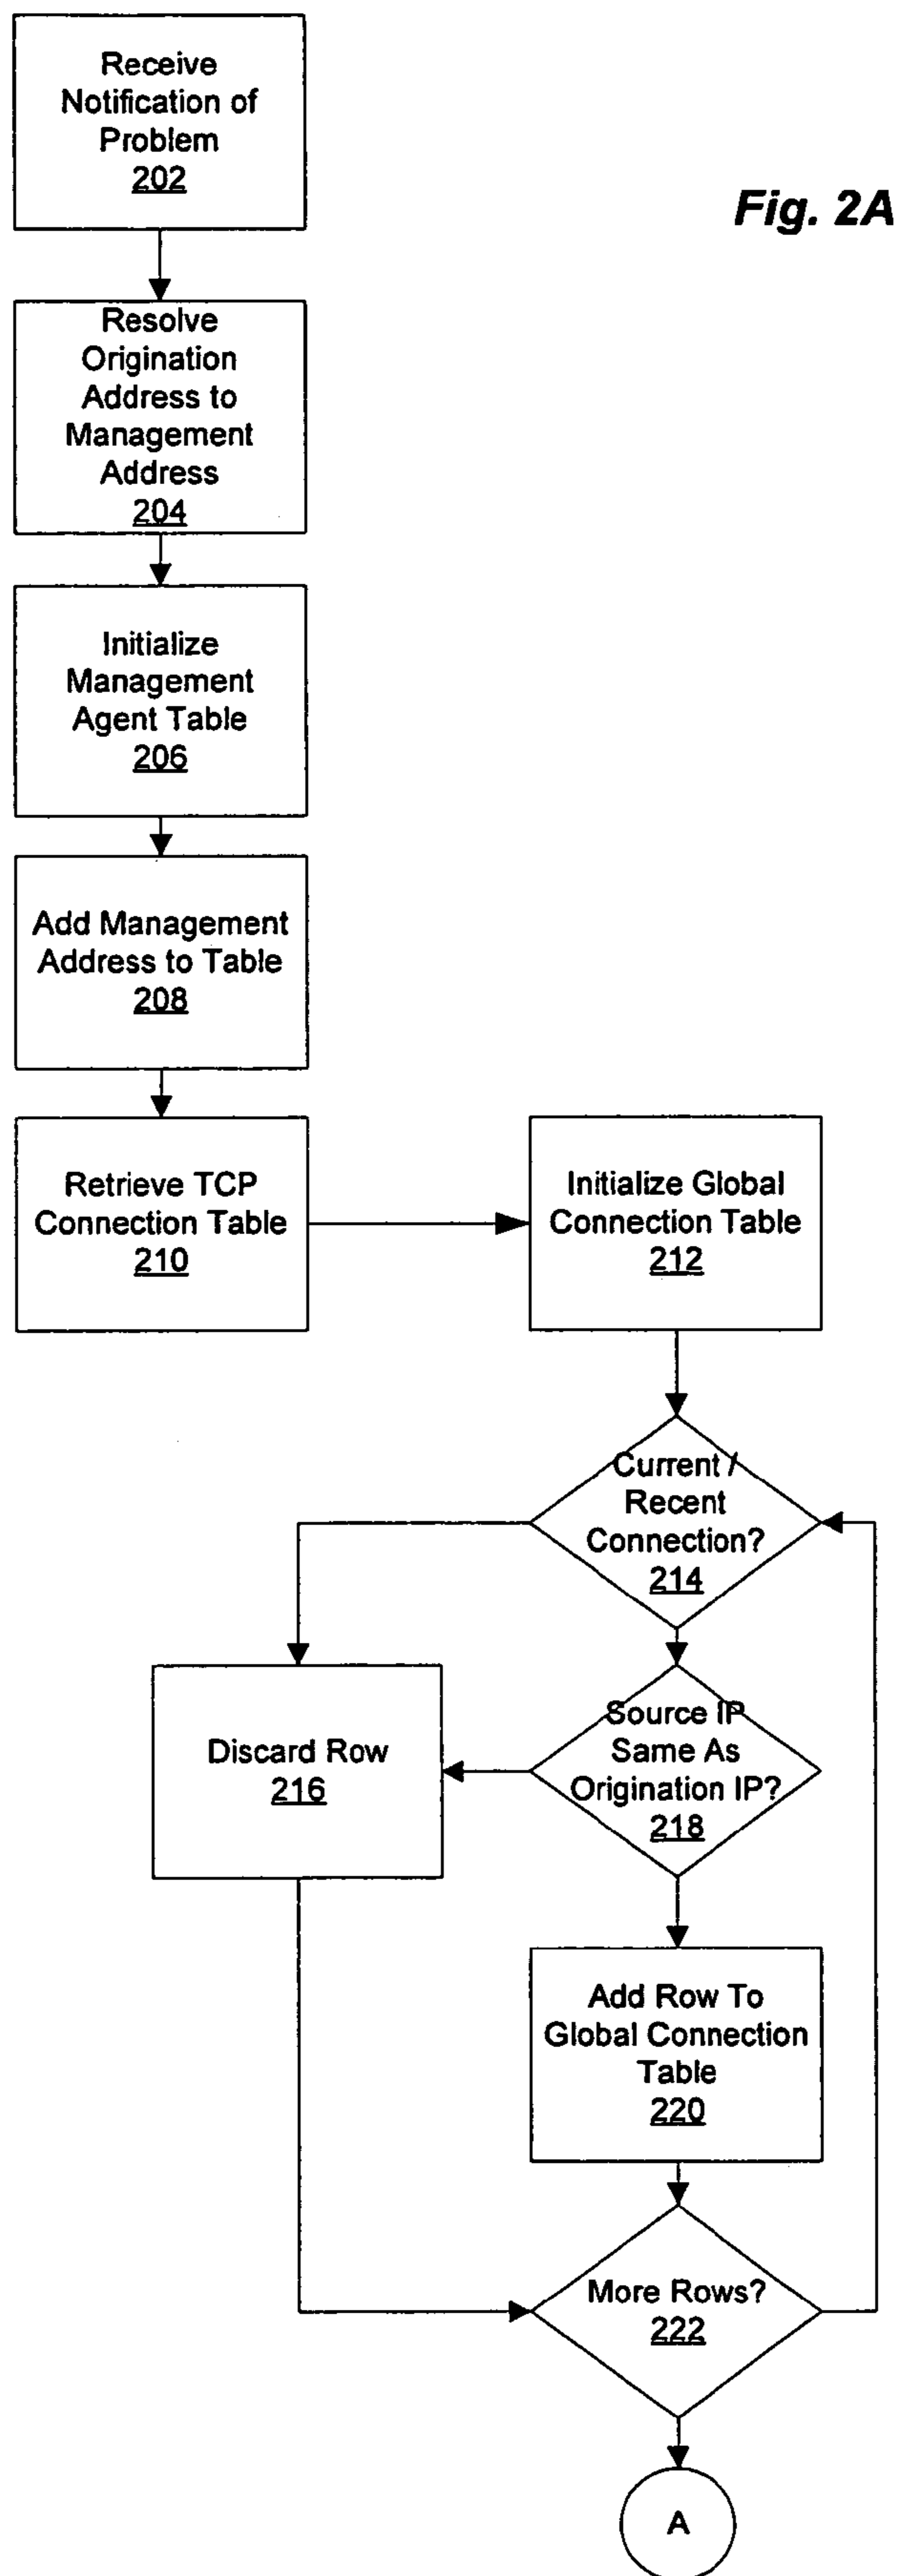 Receive
Notification of
Problem
202
Fig. 2A
Resolve
Origination
Address to
Management
Address
204
Initialize
Management
Agent Table
206
Add Management
Address to Table
208
Retrieve TCP
Connection Table
210
Initialize Global
Connection Table
212
Current /
Recent
Connection?
214
Discard Row
216
Source IP
Same As
Origination IP?
218
Add Row To
Global Connection
Table
220
More Rows?
222
A